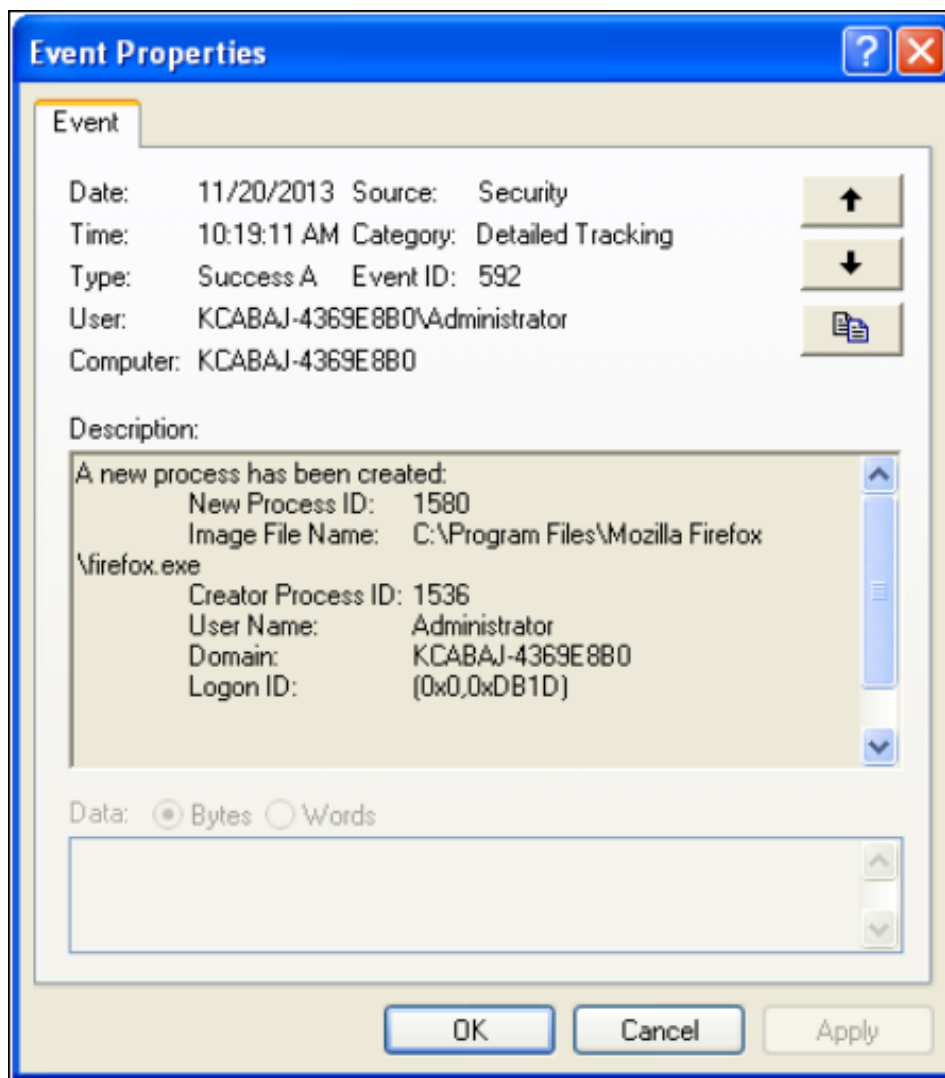 Event Properties
Event
Date: 11/20/2013 Source: Security
Time: 10:19:11 AM Category: Detailed Tracking
Type: Success A Event ID: 592
User: KCABAJ-4369E8B0\Administrator
Computer: KCABAJ-4369E8B0
Description:
A new process has been created:
New Process ID: 1580
Image File Name: C:\Program Files\Mozilla Firefox
\firefox.exe
Creator Process ID: 1536
User Name: Administrator
Domain: KCABAJ-4369E8B0
Logon ID: (0x0,0xDB1D)
Data: Bytes Words
OK Cancel Apply